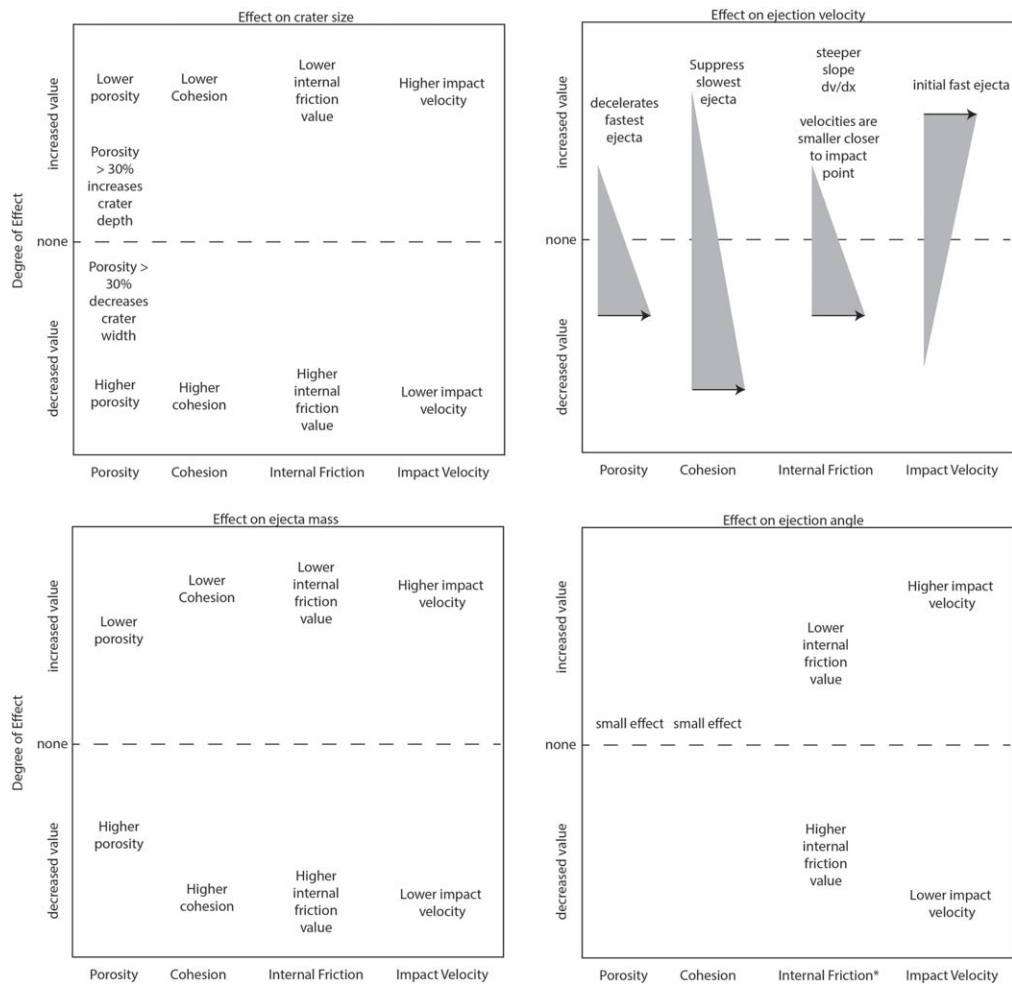 Effect on crater size
Degree of Effect
increased value
none
decreased value
Lower
porosity
Lower
Cohesion
Lower
internal
friction
value
Higher impact
velocity
Porosity
> 30%
increases
crater
depth
Porosity >
30%
decreases
crater
width
Higher
porosity
Higher
cohesion
Higher
internal
friction
value
Lower impact
velocity
Porosity
Cohesion
Internal Friction
Impact Velocity
Effect on ejection velocity
increased value
none
decreased value
decelerates
fastest
ejecta
Suppress
slowest
ejecta
steeper
slope
dv/dx
velocities are
smaller closer
to impact
point
initial fast ejecta
Porosity
Cohesion
Internal Friction
Impact Velocity
Effect on ejecta mass
Degree of Effect
increased value
none
decreased value
Lower
porosity
Lower
Cohesion
Lower
internal
friction
value
Higher impact
velocity
Higher
porosity
Higher
cohesion
Higher
internal
friction
value
Lower impact
velocity
Porosity
Cohesion
Internal Friction
Impact Velocity
Effect on ejection angle
increased value
none
decreased value
small effect
small effect
Lower
internal
friction
value
Higher impact
velocity
Higher
internal
friction
value
Lower impact
velocity
Porosity
Cohesion
Internal Friction*
Impact Velocity